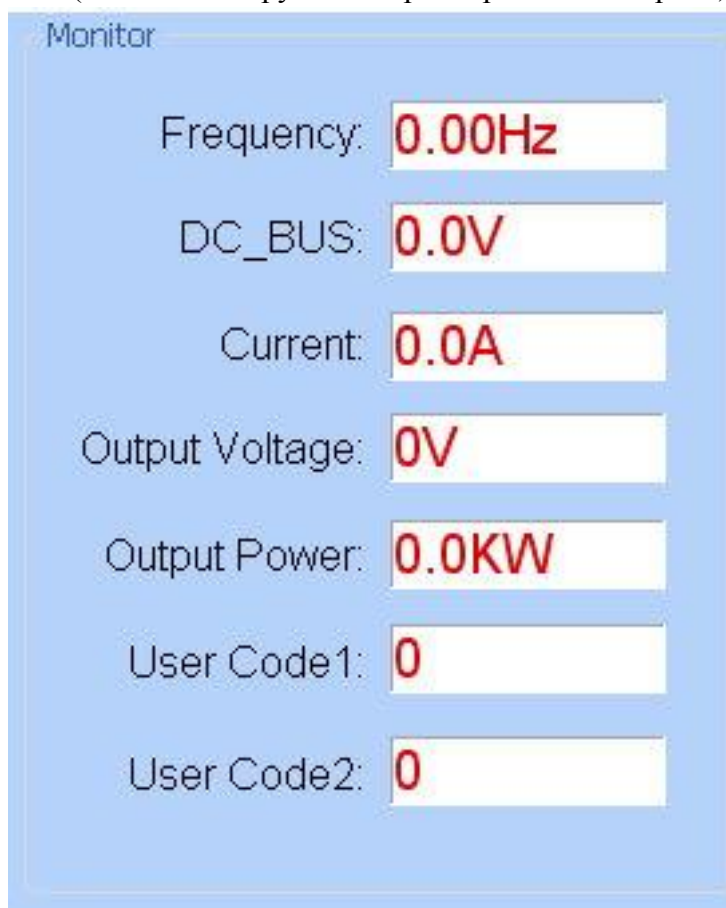 Monitor
Frequency: 0.00Hz
DC_BUS: 0.0V
Current: 0.0A
Output Voltage: 0V
Output Power: 0.0KW
User Code1: 0
User Code2: 0